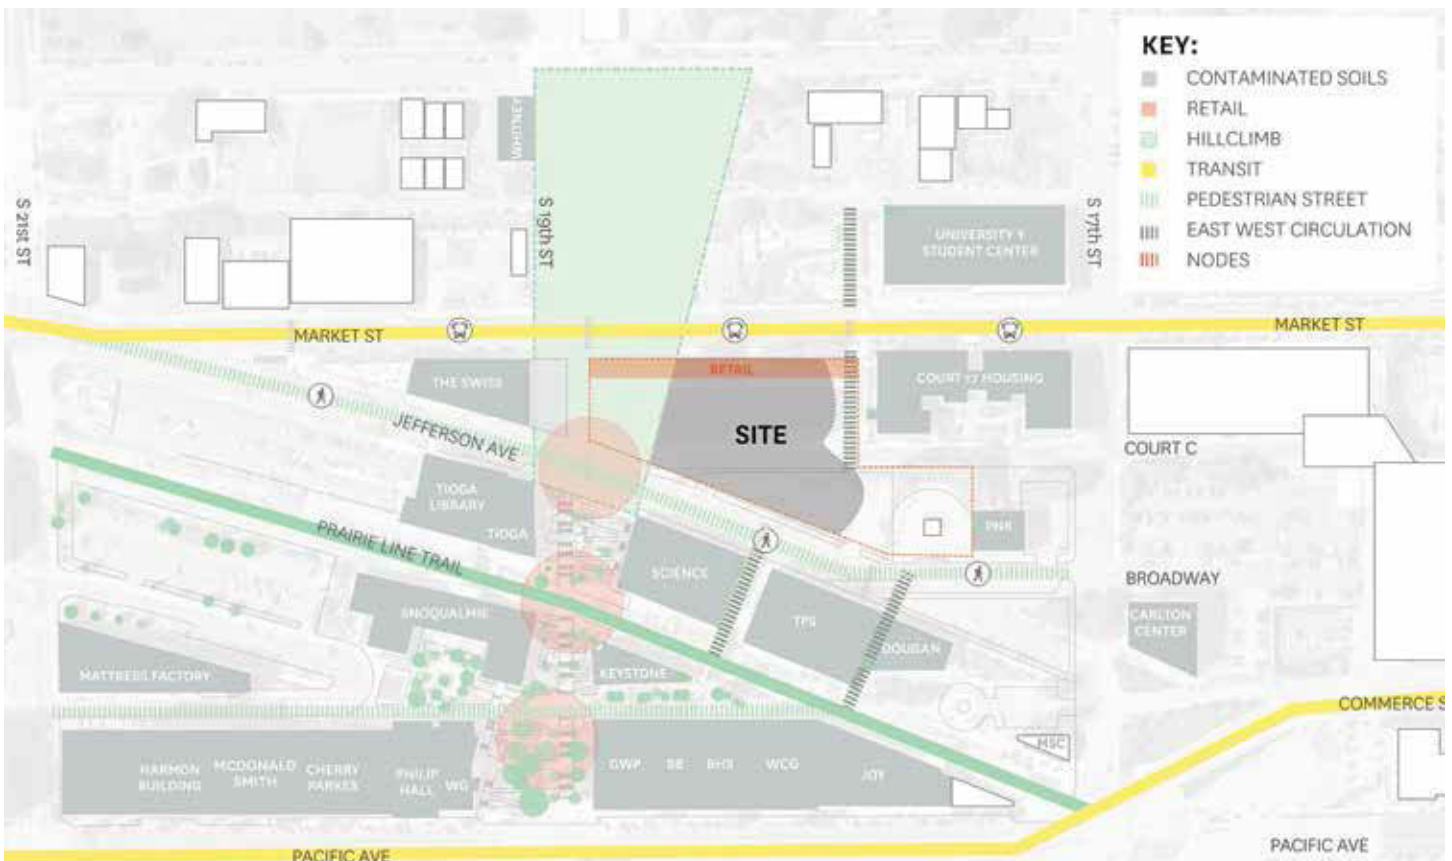 KEY:
CONTAMINATED SOILS
RETAIL
HILLCLIMB
TRANSIT
PEDESTRIAN STREET
EAST WEST CIRCULATION
NODES
WHITNEY
S 21st ST
S 19th ST
S 17th ST
UNIVERSITY Y
STUDENT CENTER
MARKET ST
MARKET ST
THE SWISS
RETAIL
COURT 17 HOUSING
SITE
JEFFERSON AVE
COURT C
TIOGA
LIBRARY
TIOGA
PNK
PRAIRIE LINE TRAIL
SCIENCE
BROADWAY
SNOQUALMIE
TPS
CARLTON
CENTER
DOUGAN
MATTRESS FACTORY
KEYSTONE
COMMERCE S
MSC
HARMON
BUILDING
MCDONALD
SMITH
CHERRY
PARKES
PHILIP
HALL
WG
GWP
BB
BHS
WCG
JOY
PACIFIC AVE
PACIFIC AVE